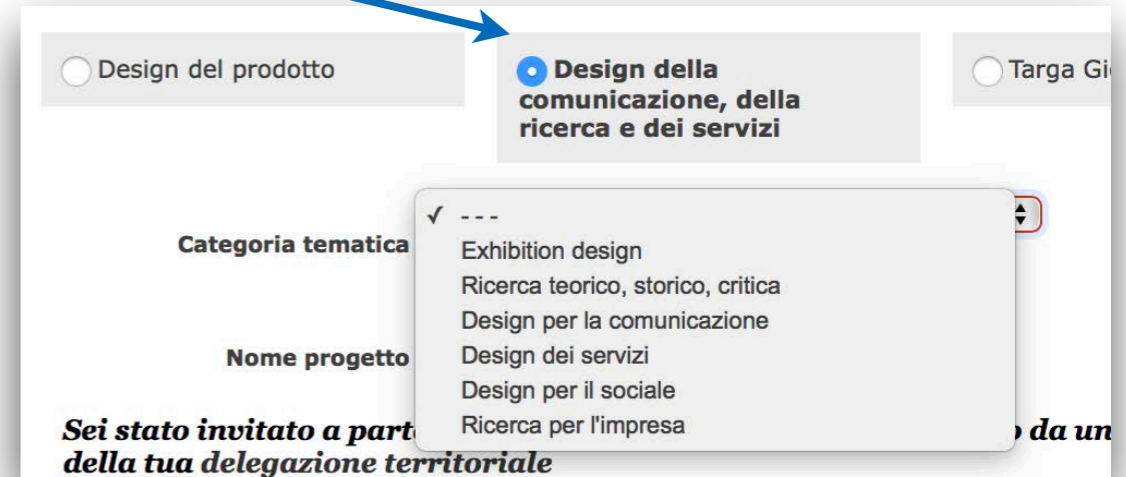 Design del prodotto
Design della
comunicazione, della
ricerca e dei servizi
Targa
Categoria tematica
✓ ---
Exhibition design
Ricerca teorico, storico, critica
Design per la comunicazione
Design dei servizi
Design per il sociale
Ricerca per l'impresa
Nome progetto
Sei stato invitato a da un
della tua delegazione territoriale